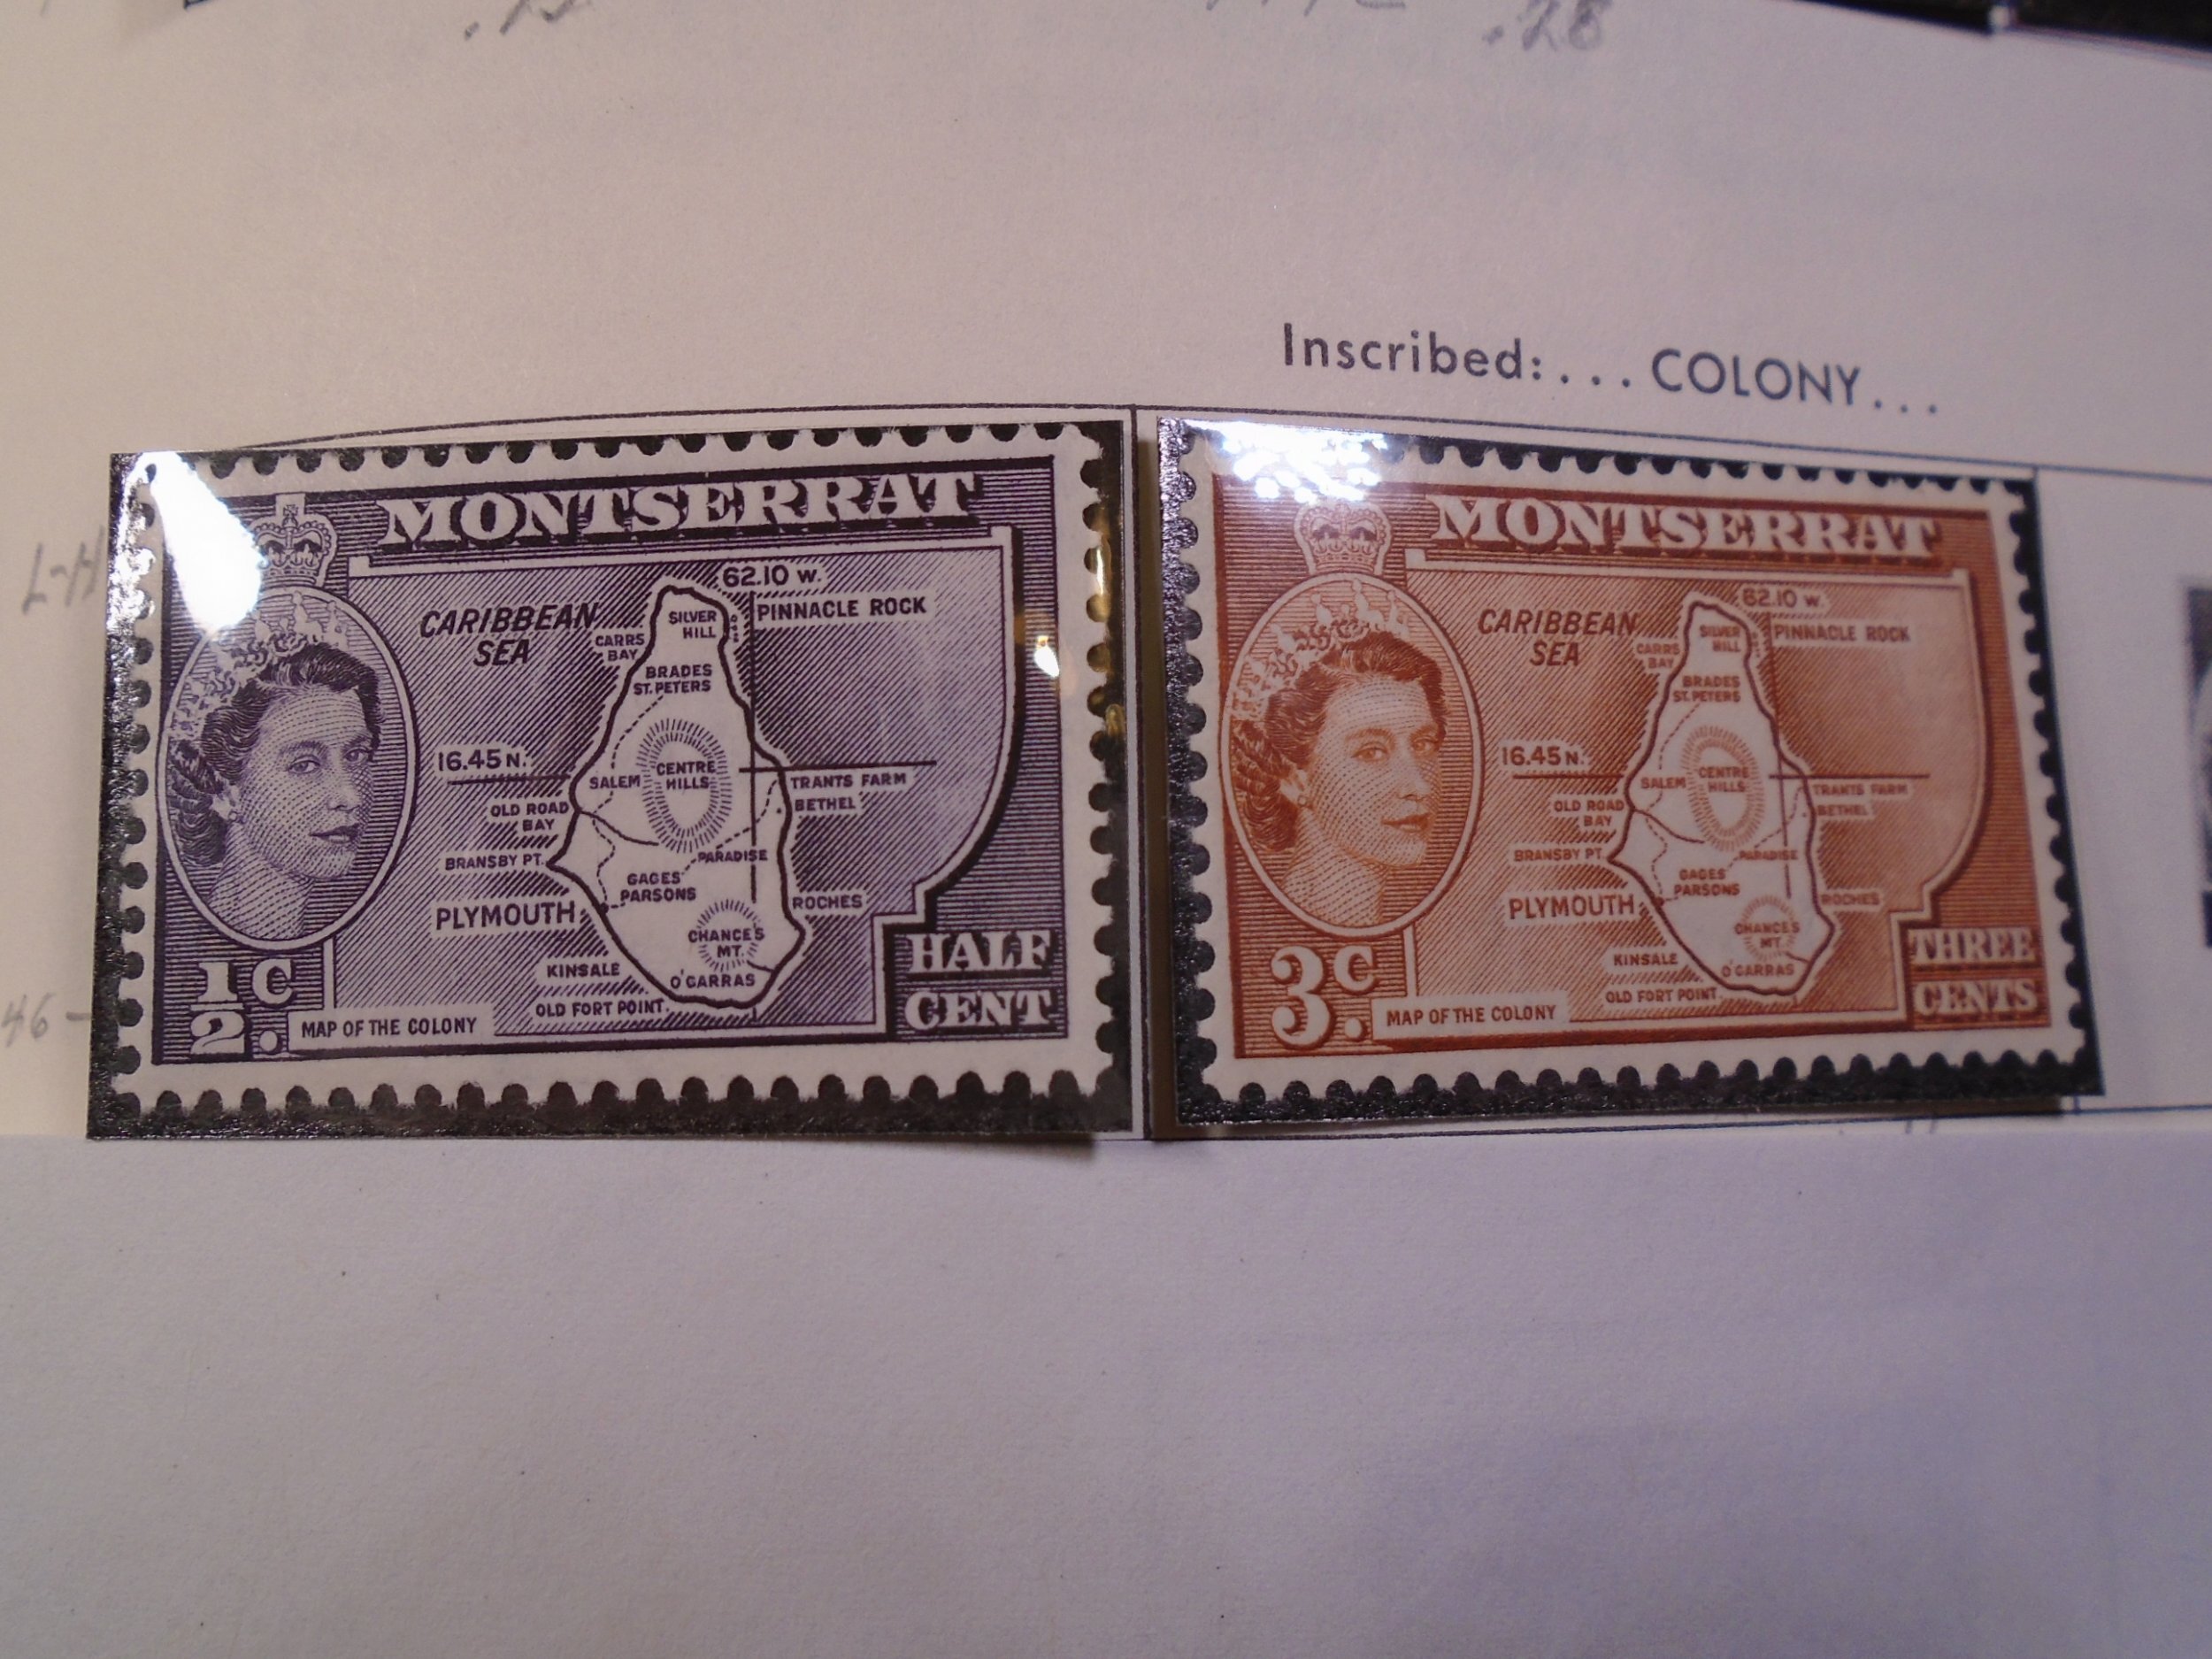 .28
Inscribed: . . . COLONY . . .
L-H
46 -
MONTSERRAT
62.10 W.
CARIBBEAN
SEA
SILVER
HILL
PINNACLE ROCK
CARRS
BAY
BRADES
ST. PETERS
16.45 N.
SALEM
CENTRE
HILLS
TRANTS FARM
BETHEL
OLD ROAD
BAY
BRANSBY PT.
PARADISE
GAGES
PARSONS
PLYMOUTH
ROCHES
CHANCE'S
MT.
KINSALE
O'GARRAS
OLD FORT POINT.
1/2 C.
MAP OF THE COLONY
HALF
CENT
MONTSERRAT
62.10 W.
CARIBBEAN
SEA
SILVER
HILL
PINNACLE ROCK
CARRS
BAY
BRADES
ST. PETERS
16.45 N.
SALEM
CENTRE
HILLS
TRANTS FARM
BETHEL
OLD ROAD
BAY
BRANSBY PT.
PARADISE
GAGES
PARSONS
PLYMOUTH
ROCHES
CHANCE'S
MT.
KINSALE
O'GARRAS
OLD FORT POINT.
3 C.
MAP OF THE COLONY
THREE
CENTS